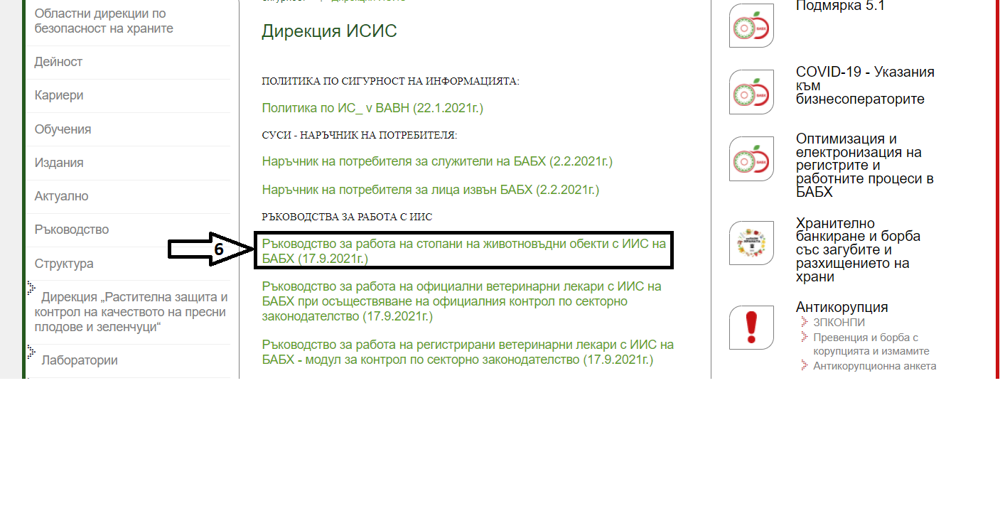 Областни дирекции по
безопасност на храните
Дейност
Кариери
Обучения
Издания
Актуално
Ръководство
Структура
Дирекция „Растителна защита и
контрол на качеството на пресни
плодове и зеленчуци“
Лаборатории
Дирекция ИСИС
ПОЛИТИКА ПО СИГУРНОСТ НА ИНФОРМАЦИЯТА:
Политика по ИС_ v BABH (22.1.2021г.)
СУСИ - НАРЪЧНИК НА ПОТРЕБИТЕЛЯ:
Наръчник на потребителя за служители на БАБХ (2.2.2021г.)
Наръчник на потребителя за лица извън БАБХ (2.2.2021г.)
РЪКОВОДСТВА ЗА РАБОТА С ИИС
6
Ръководство за работа на стопани на животновъдни обекти с ИИС на
БАБХ (17.9.2021г.)
Ръководство за работа на официални ветеринарни лекари с ИИС на
БАБХ при осъществяване на официалния контрол по секторно
законодателство (17.9.2021г.)
Ръководство за работа на регистрирани ветеринарни лекари с ИИС на
БАБХ - модул за контрол по секторно законодателство (17.9.2021г.)
Подмярка 5.1
COVID-19 - Указания
към
бизнесоператорите
Оптимизация и
електронизация на
регистрите и
работните процеси в
БАБХ
Хранително
банкиране и борба
със загубите и
разхищението на
храни
Антикорупция
ЗПКОНПИ
Превенция и борба с
корупцията и измамите
Антикорупционна анкета